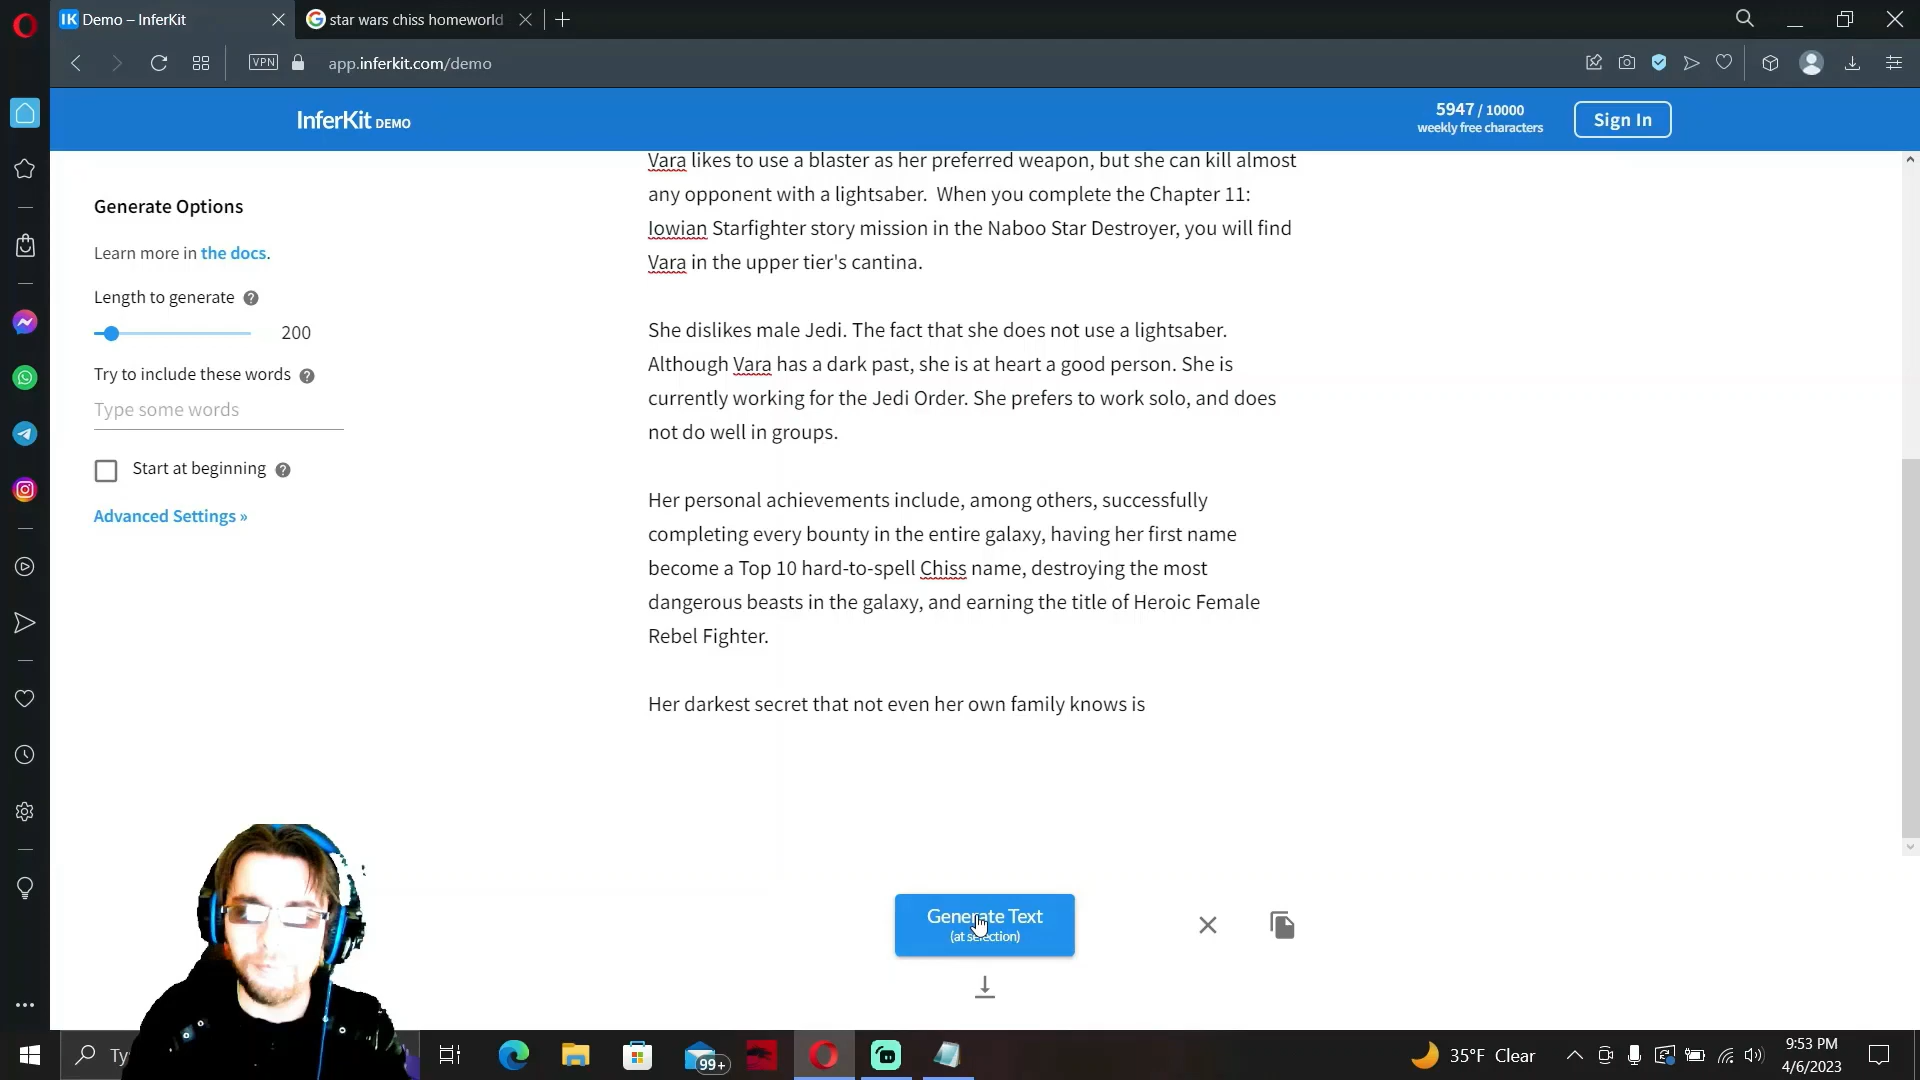 IK Demo – InferKit
star wars chiss homeworld
VPN
app.inferkit.com/demo
InferKit DEMO
5947 / 10000
weekly free characters
Sign In
Generate Options
Learn more in the docs.
Length to generate ?
200
Try to include these words ?
Type some words
Start at beginning ?
Advanced Settings »
Vara likes to use a blaster as her preferred weapon, but she can kill almost
any opponent with a lightsaber.  When you complete the Chapter 11:
Iowian Starfighter story mission in the Naboo Star Destroyer, you will find
Vara in the upper tier's cantina.
She dislikes male Jedi. The fact that she does not use a lightsaber.
Although Vara has a dark past, she is at heart a good person. She is
currently working for the Jedi Order. She prefers to work solo, and does
not do well in groups.
Her personal achievements include, among others, successfully
completing every bounty in the entire galaxy, having her first name
become a Top 10 hard-to-spell Chiss name, destroying the most
dangerous beasts in the galaxy, and earning the title of Heroic Female
Rebel Fighter.
Her darkest secret that not even her own family knows is
Generate Text
(at selection)
Ty
99+
35°F Clear
9:53 PM
4/6/2023